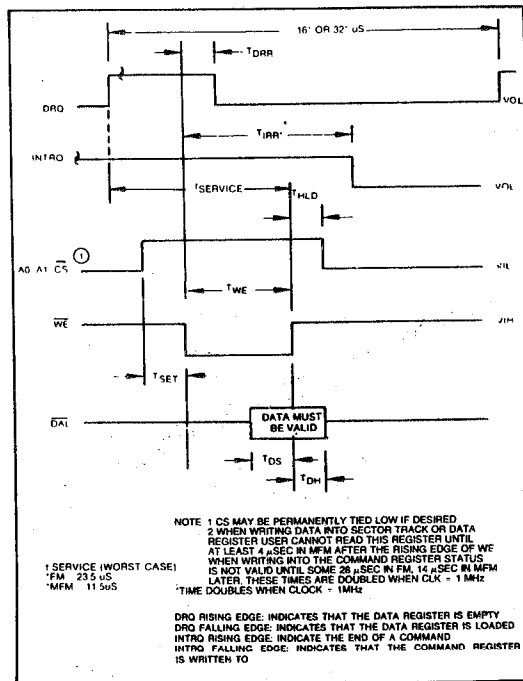 16* OR 32* uS
TDRR
DRQ
VOL
TIRR*
INTRO
VOL
TSERVICE
THLD
1
A0 A1 CS
VIL
TWE
WE
VIH
TSET
DAL
DATA MUST
BE VALID
TDS
TDH
NOTE 1 CS MAY BE PERMANENTLY TIED LOW IF DESIRED
2 WHEN WRITING DATA INTO SECTOR TRACK OR DATA
REGISTER USER CANNOT READ THIS REGISTER UNTIL
AT LEAST 4 µSEC IN MFM AFTER THE RISING EDGE OF WE
WHEN WRITING INTO THE COMMAND REGISTER STATUS
IS NOT VALID UNTIL SOME 28 µSEC IN FM, 14 µSEC IN MFM
LATER. THESE TIMES ARE DOUBLED WHEN CLK = 1 MHz
† SERVICE (WORST CASE)
*FM 23.5 uS
*MFM 11.5uS
*TIME DOUBLES WHEN CLOCK = 1MHz
DRQ RISING EDGE: INDICATES THAT THE DATA REGISTER IS EMPTY
DRQ FALLING EDGE: INDICATES THAT THE DATA REGISTER IS LOADED
INTRQ RISING EDGE: INDICATE THE END OF A COMMAND
INTRQ FALLING EDGE: INDICATES THAT THE COMMAND REGISTER
IS WRITTEN TO